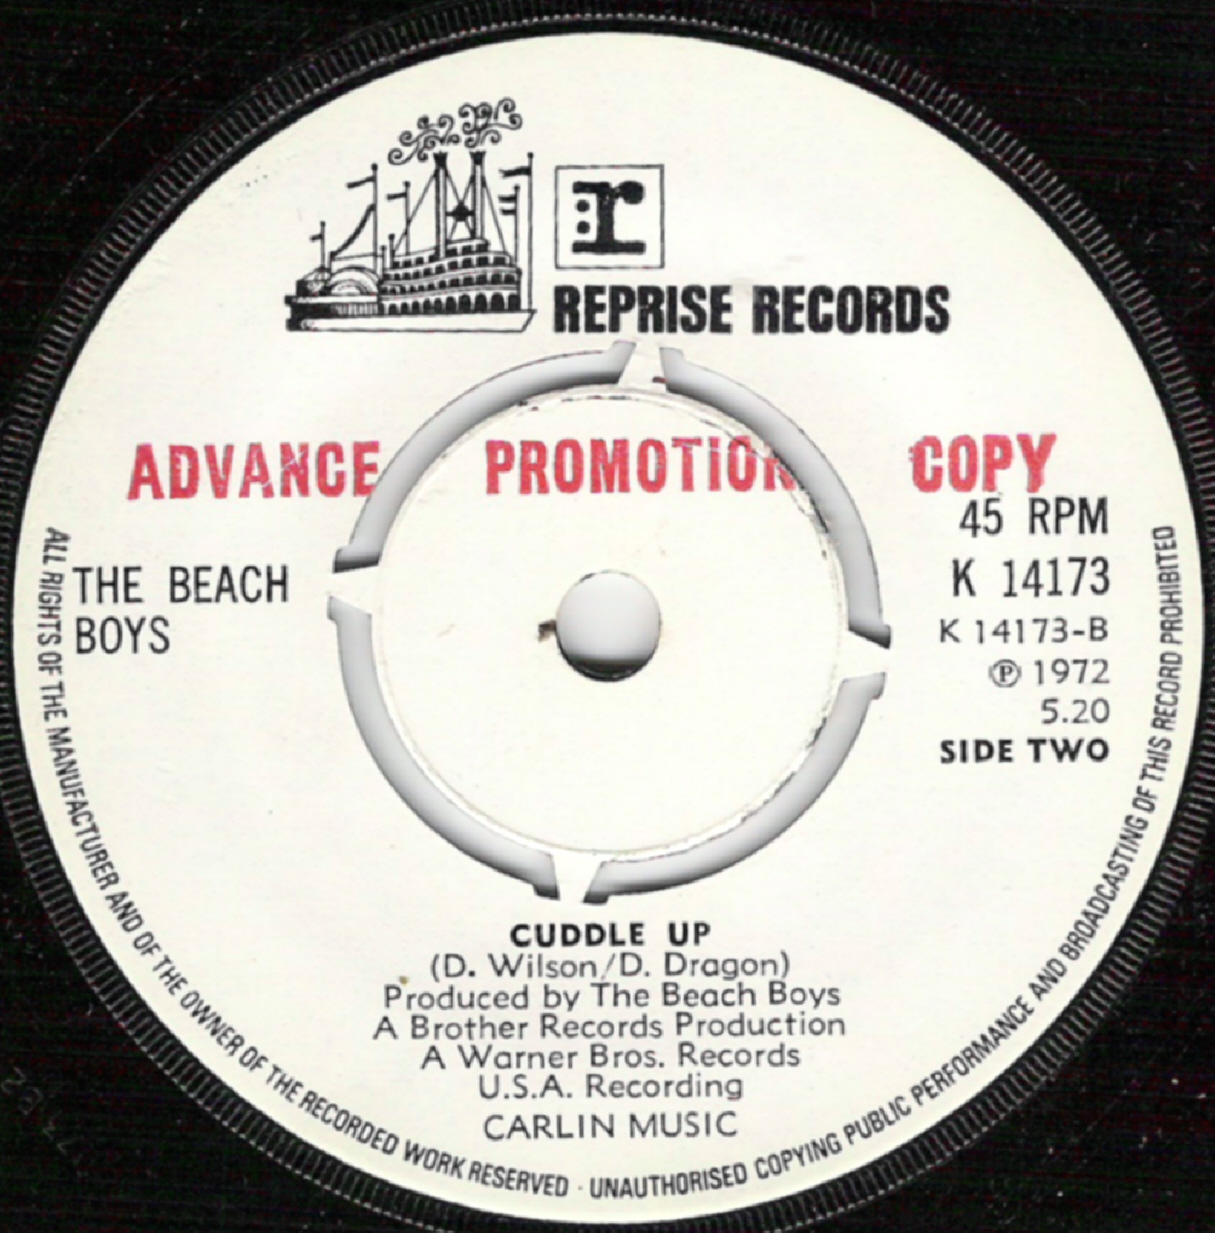 r
REPRISE RECORDS
ADVANCE PROMOTION COPY
45 RPM
THE BEACH
BOYS
K 14173
K 14173-B
Ⓟ 1972
5.20
SIDE TWO
CUDDLE UP
(D. Wilson/D. Dragon)
Produced by The Beach Boys
A Brother Records Production
A Warner Bros. Records
U.S.A. Recording
CARLIN MUSIC
ALL RIGHTS OF THE MANUFACTURER AND OF THE OWNER OF THE RECORDED WORK RESERVED · UNAUTHORISED COPYING PUBLIC PERFORMANCE AND BROADCASTING OF THIS RECORD PROHIBITED